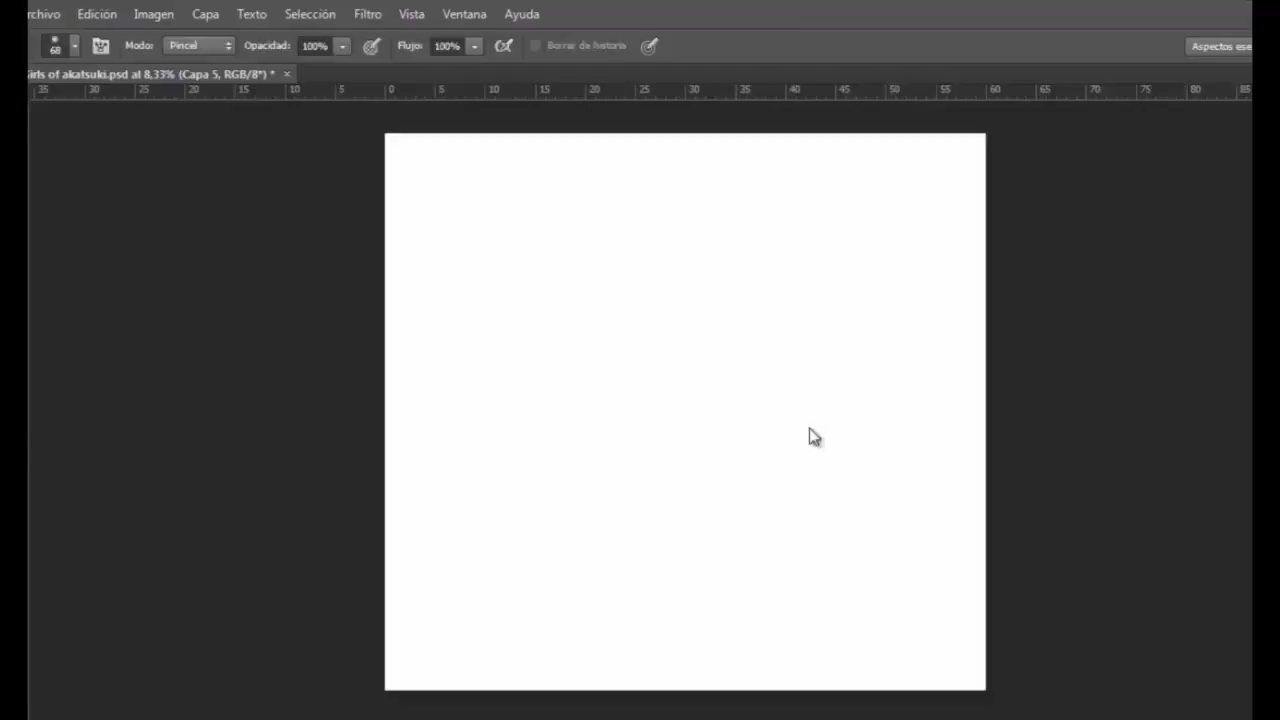 rchivo Edición Imagen Capa Texto Selección Filtro Vista Ventana Ayuda
68 Modo: Pincel Opacidad: 100% Flujo: 100% Borrar de historia Aspectos ese
irls of akatsuki.psd al 8,33% (Capa 5, RGB/8*) * ×
35 30 25 20 15 10 5 0 5 10 15 20 25 30 35 40 45 50 55 60 65 70 75 80 85